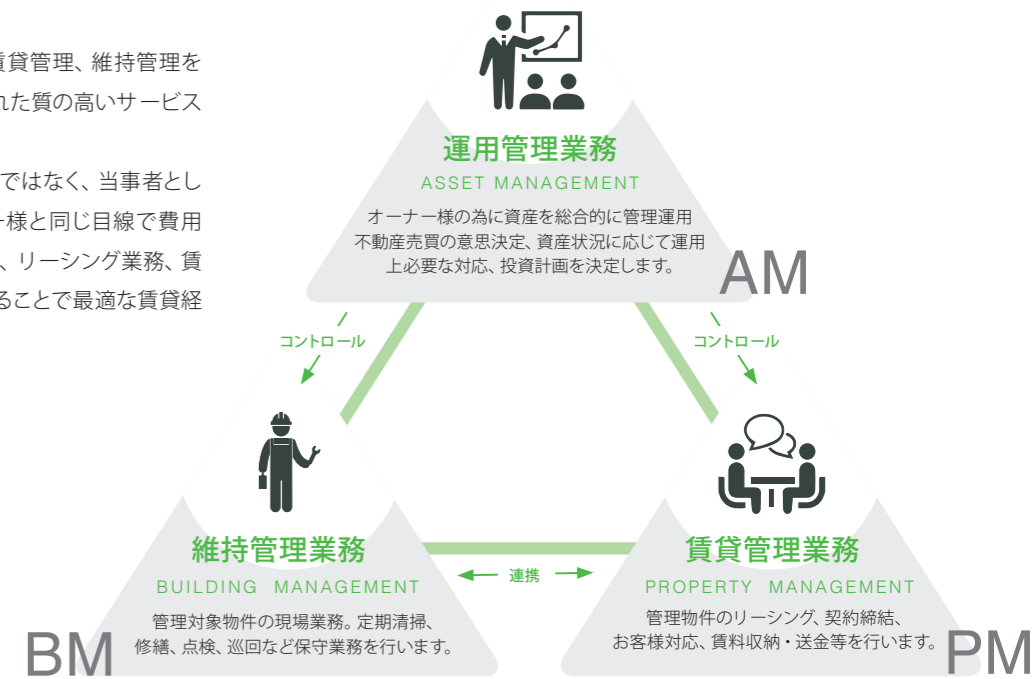 賃貸管理、維持管理を
れた質の高いサービス
ではなく、当事者とし
様と同じ目線で費用
、リーシング業務、賃
ることで最適な賃貸経
運用管理業務
ASSET MANAGEMENT
オーナー様の為に資産を総合的に管理運用
不動産売買の意思決定、資産状況に応じて運用
上必要な対応、投資計画を決定します。
AM
コントロール
コントロール
維持管理業務
BUILDING MANAGEMENT
管理対象物件の現場業務。定期清掃、
修繕、点検、巡回など保守業務を行います。
BM
連携
賃貸管理業務
PROPERTY MANAGEMENT
管理物件のリーシング、契約締結、
お客様対応、賃料収納・送金等を行います。
PM